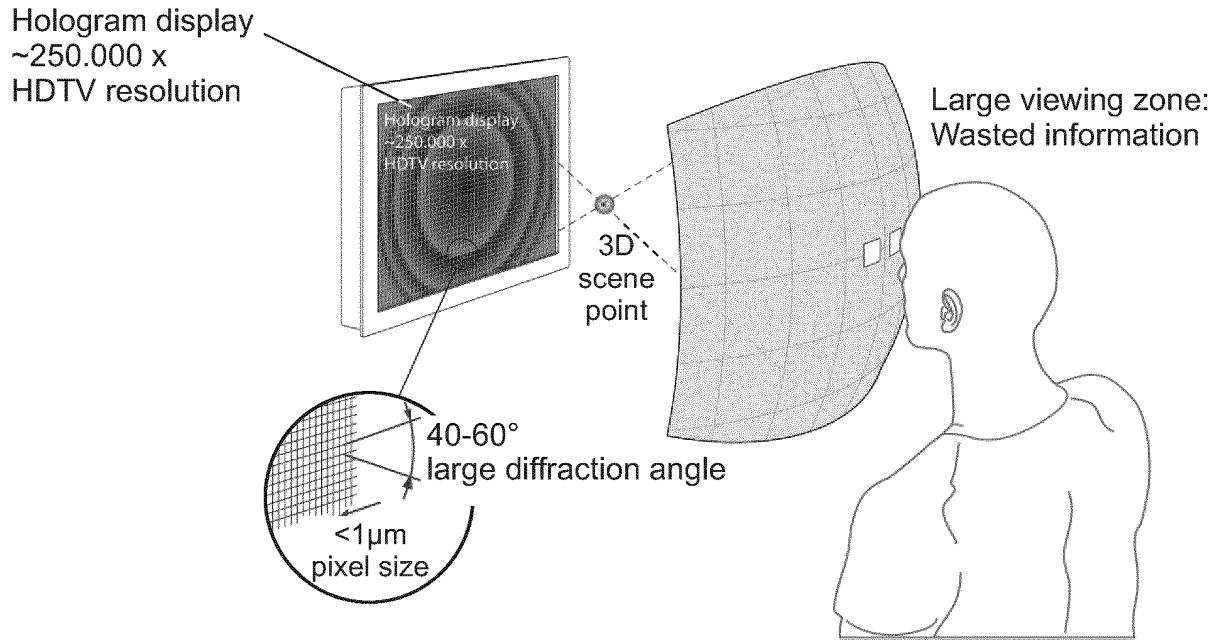 Hologram display
~250.000 x
HDTV resolution
Hologram display
~250.000 x
HDTV resolution
Large viewing zone:
Wasted information
3D
scene
point
40-60°
large diffraction angle
<1µm
pixel size